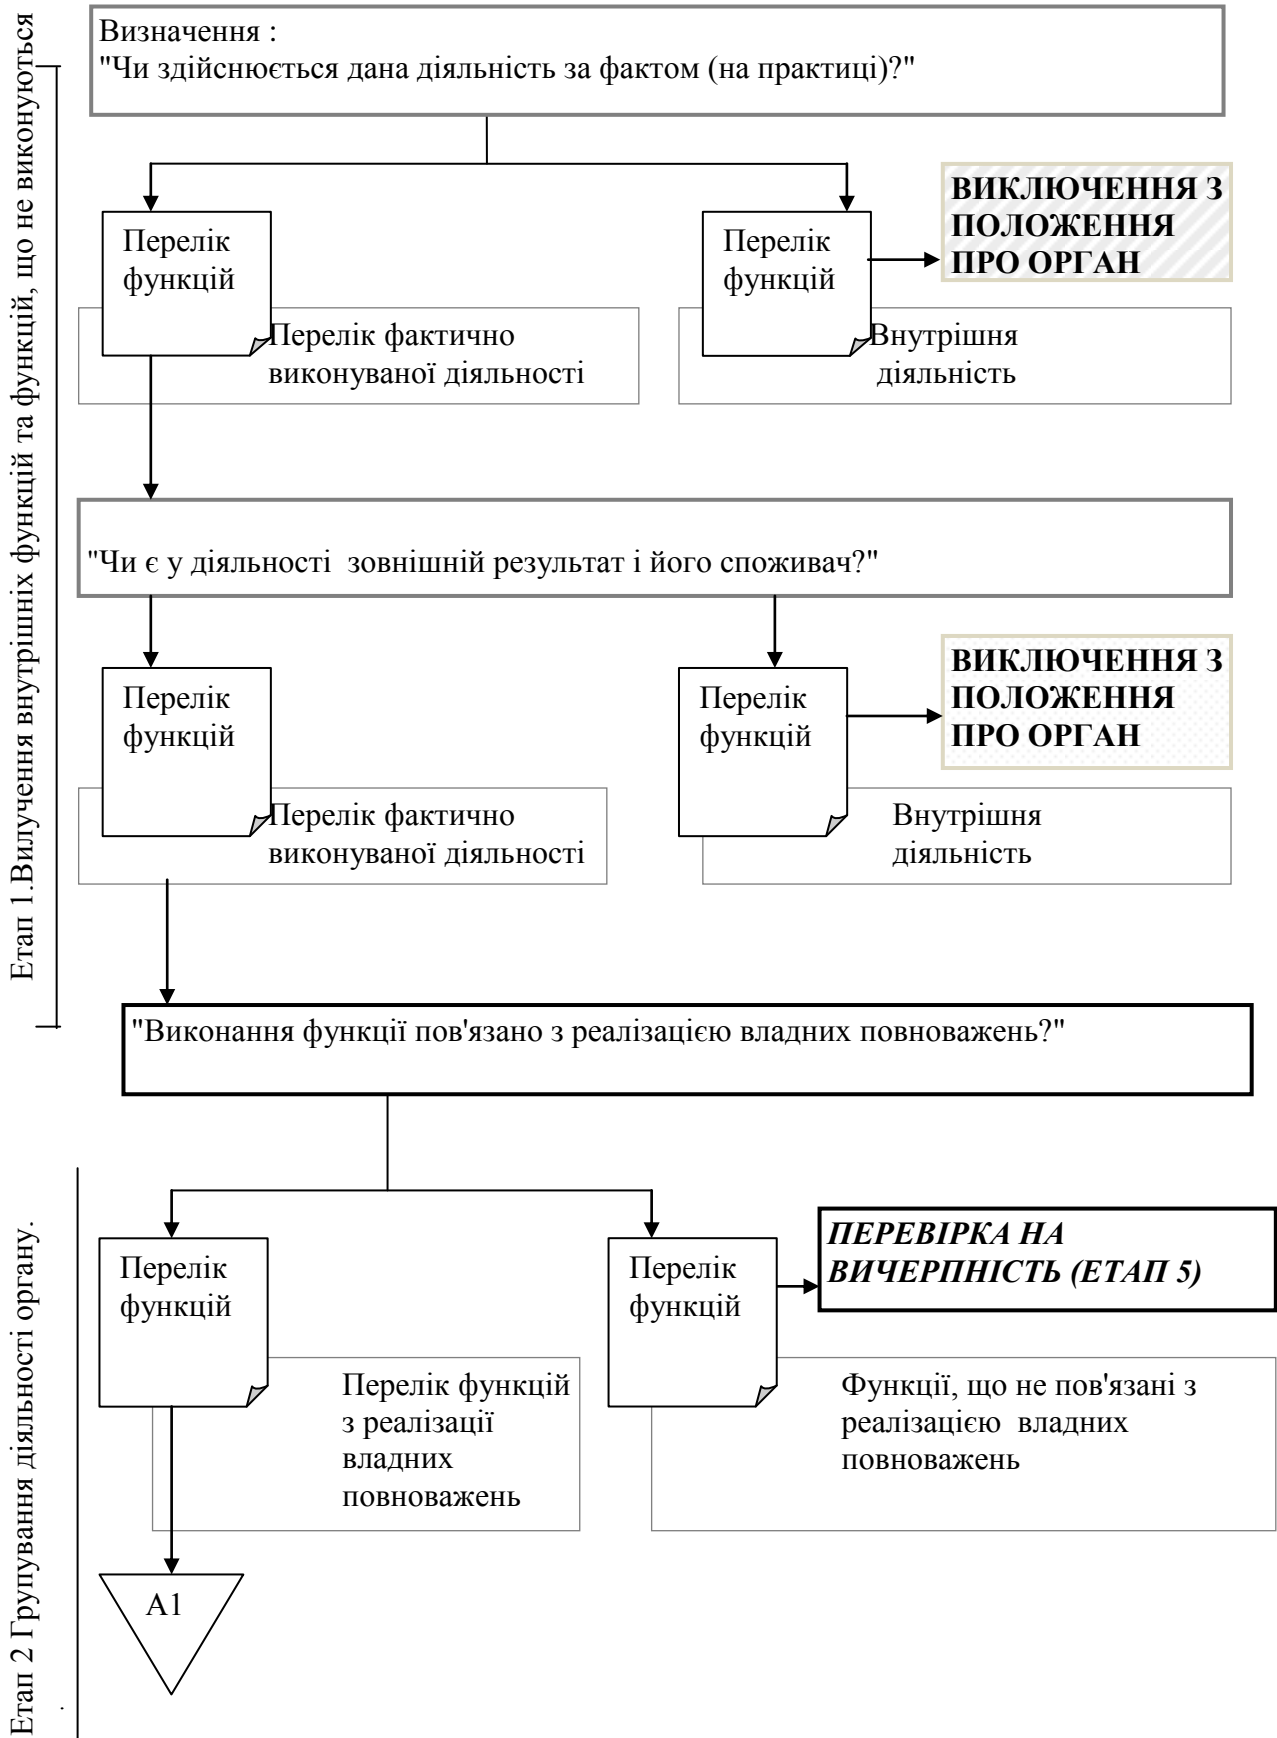 Етап 1.Вилучення внутрішніх функцій та функцій, що не виконуються
Визначення :
"Чи здійснюється дана діяльність за фактом (на практиці)?"
Перелік
функцій
Перелік фактично
виконуваної діяльності
Перелік
функцій
Внутрішня
діяльність
ВИКЛЮЧЕННЯ З
ПОЛОЖЕННЯ
ПРО ОРГАН
"Чи є у діяльності  зовнішній результат і його споживач?"
Перелік
функцій
Перелік фактично
виконуваної діяльності
Перелік
функцій
Внутрішня
діяльність
ВИКЛЮЧЕННЯ З
ПОЛОЖЕННЯ
ПРО ОРГАН
"Виконання функції пов'язано з реалізацією владних повноважень?"
Етап 2 Групування діяльності органу.
Перелік
функцій
Перелік функцій
з реалізації
владних
повноважень
Перелік
функцій
Функції, що не пов'язані з
реалізацією  владних
повноважень
ПЕРЕВІРКА НА
ВИЧЕРПНІСТЬ (ЕТАП 5)
А1
.